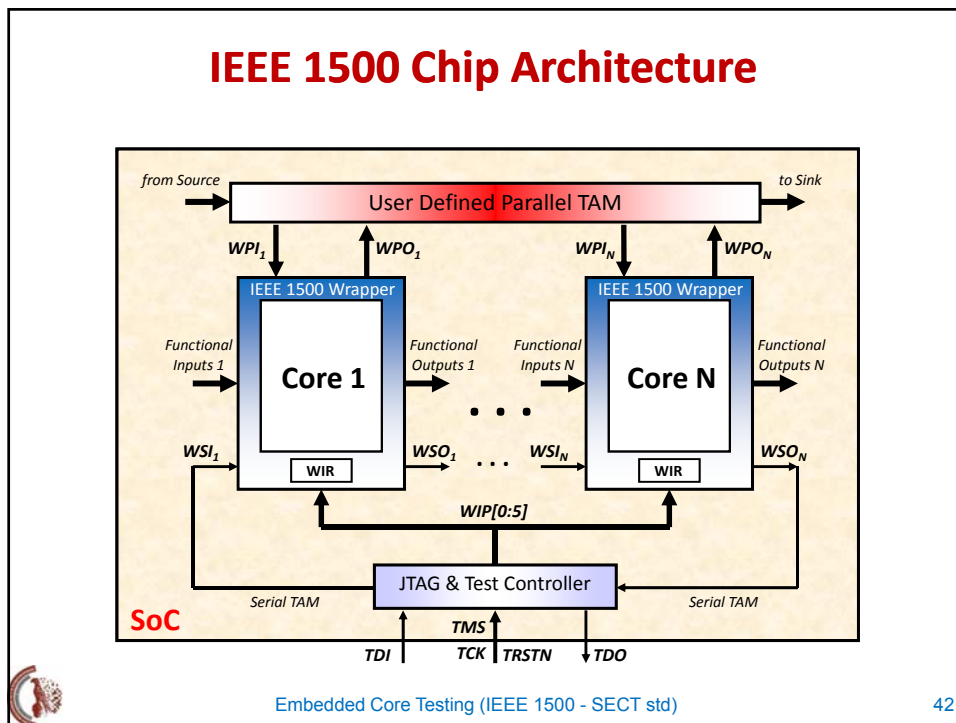 IEEE 1500 Chip Architecture
from Source
to Sink
User Defined Parallel TAM
WPI1
WPO1
WPIN
WPON
IEEE 1500 Wrapper
IEEE 1500 Wrapper
Functional
Inputs 1
Functional
Outputs 1
Functional
Inputs N
Functional
Outputs N
Core 1
Core N
. . .
WSI1
WSO1
. . .
WSIN
WSON
WIR
WIR
WIP[0:5]
JTAG & Test Controller
Serial TAM
Serial TAM
SoC
TMS
TDI
TCK
TRSTN
TDO
Embedded Core Testing (IEEE 1500 - SECT std)
42